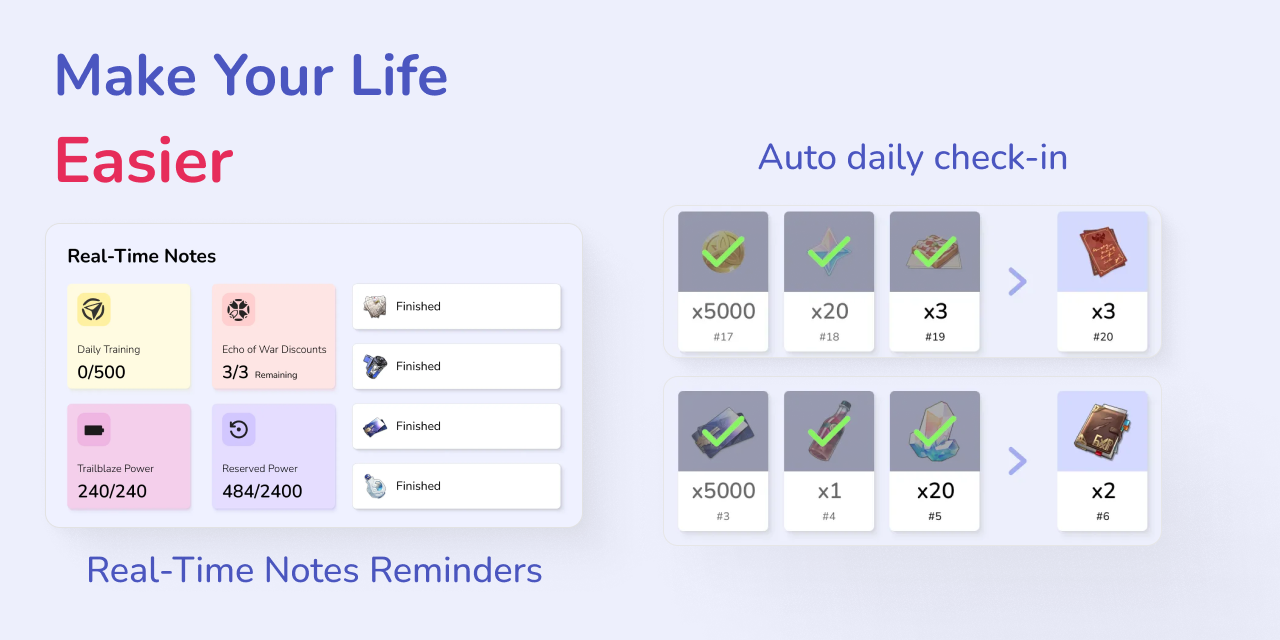 Make Your Life
Easier
Real-Time Notes
Daily Training
0/500
Echo of War Discounts
3/3 Remaining
Trailblaze Power
240/240
Reserved Power
484/2400
Finished
Finished
Finished
Finished
Real-Time Notes Reminders
Auto daily check-in
x5000
#17
x20
#18
x3
#19
x3
#20
x5000
#3
x1
#4
x20
#5
x2
#6